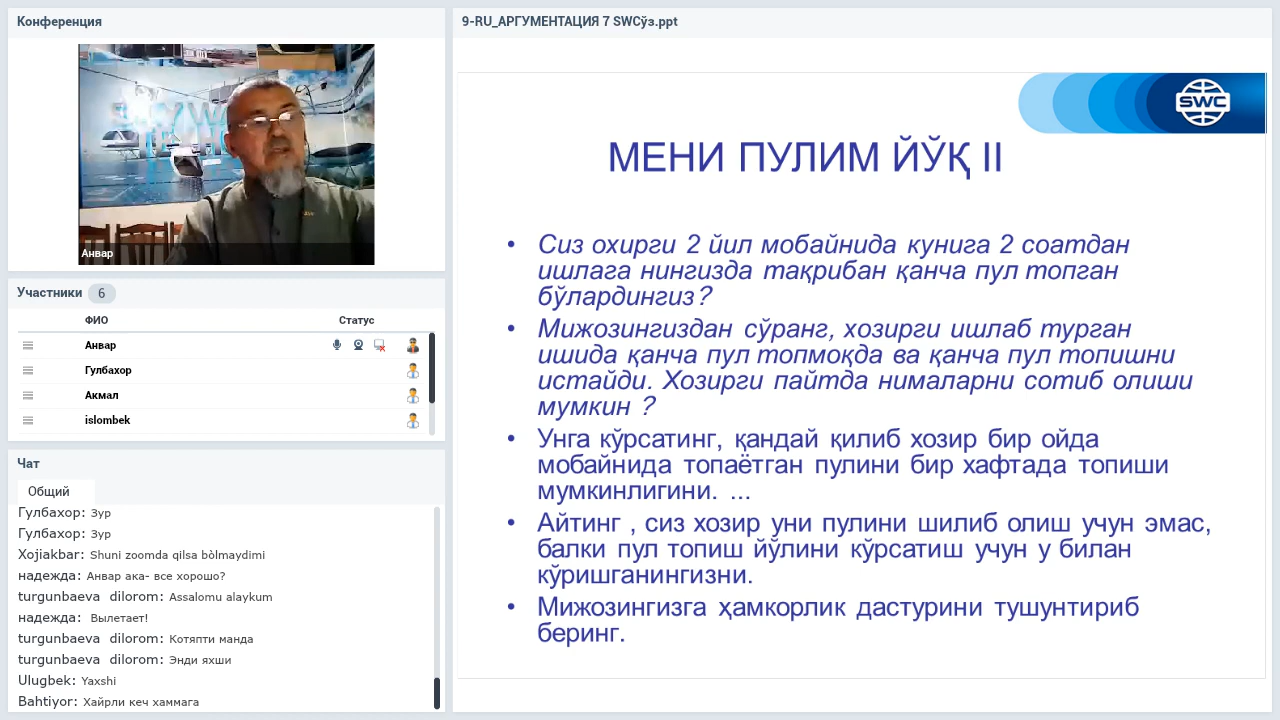 Конференция
Анвар
Участники 6
ФИО Статус
Анвар
Гулбахор
Акмал
islombek
Чат
Общий
Гулбахор: Зур
Гулбахор: Зур
Xojiakbar: Shuni zoomda qilsa bòlmaydimi
надежда: Анвар ака- все хорошо?
turgunbaeva dilorom: Assalomu alaykum
надежда: Вылетает!
turgunbaeva dilorom: Котяпти манда
turgunbaeva dilorom: Энди яхши
Ulugbek: Yaxshi
Bahtiyor: Хайрли кеч хаммага
9-RU_АРГУМЕНТАЦИЯ 7 SWCўз.ppt
SWC
МЕНИ ПУЛИМ ЙЎҚ II
• Сиз охирги 2 йил мобайнида кунига 2 соатдан
ишлага нингизда тақрибан қанча пул топган
бўлардингиз?
• Мижозингиздан сўранг, хозирги ишлаб турган
ишида қанча пул топмоқда ва қанча пул топишни
истайди. Хозирги пайтда нималарни сотиб олиши
мумкин ?
• Унга кўрсатинг, қандай қилиб хозир бир ойда
мобайнида топаётган пулини бир хафтада топиши
мумкинлигини. ...
• Айтинг , сиз хозир уни пулини шилиб олиш учун эмас,
балки пул топиш йўлини кўрсатиш учун у билан
кўришганингизни.
• Мижозингизга ҳамкорлик дастурини тушунтириб
беринг.